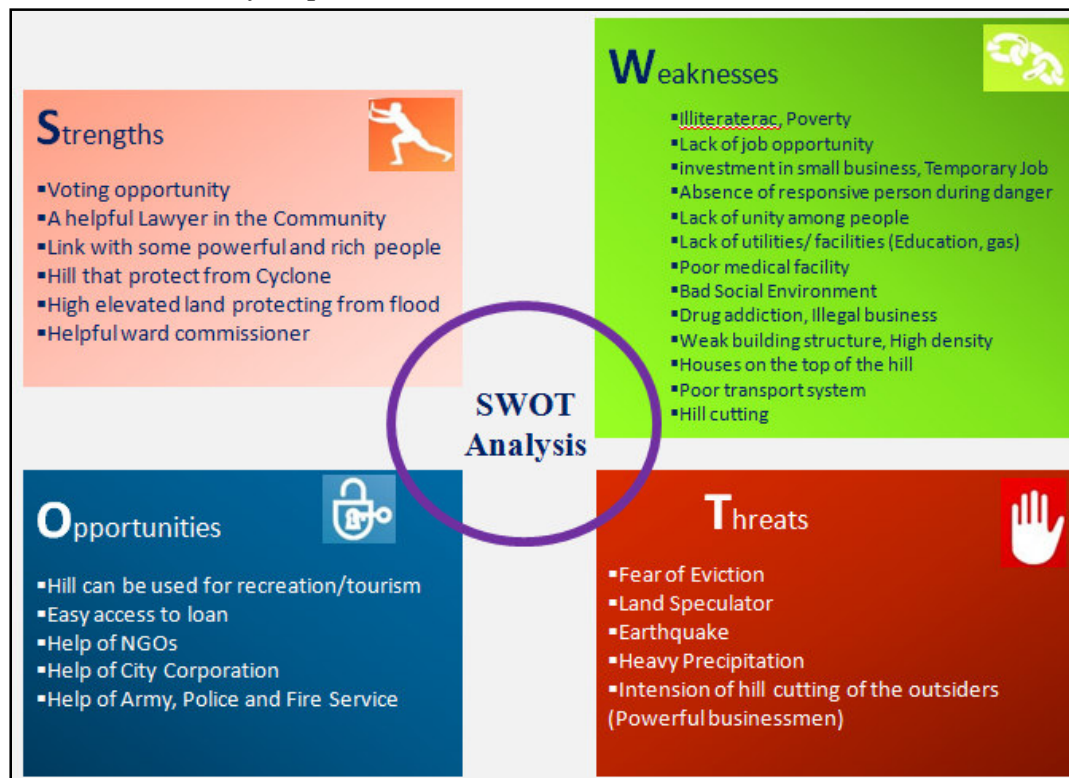 Strengths
▪Voting opportunity
▪A helpful Lawyer in the Community
▪Link with some powerful and rich people
▪Hill that protect from Cyclone
▪High elevated land protecting from flood
▪Helpful ward commissioner
Weaknesses
▪Illiteraterac, Poverty
▪Lack of job opportunity
▪investment in small business, Temporary Job
▪Absence of responsive person during danger
▪Lack of unity among people
▪Lack of utilities/ facilities (Education, gas)
▪Poor medical facility
▪Bad Social Environment
▪Drug addiction, Illegal business
▪Weak building structure, High density
▪Houses on the top of the hill
▪Poor transport system
▪Hill cutting
SWOT
Analysis
Opportunities
▪Hill can be used for recreation/tourism
▪Easy access to loan
▪Help of NGOs
▪Help of City Corporation
▪Help of Army, Police and Fire Service
Threats
▪Fear of Eviction
▪Land Speculator
▪Earthquake
▪Heavy Precipitation
▪Intension of hill cutting of the outsiders
(Powerful businessmen)